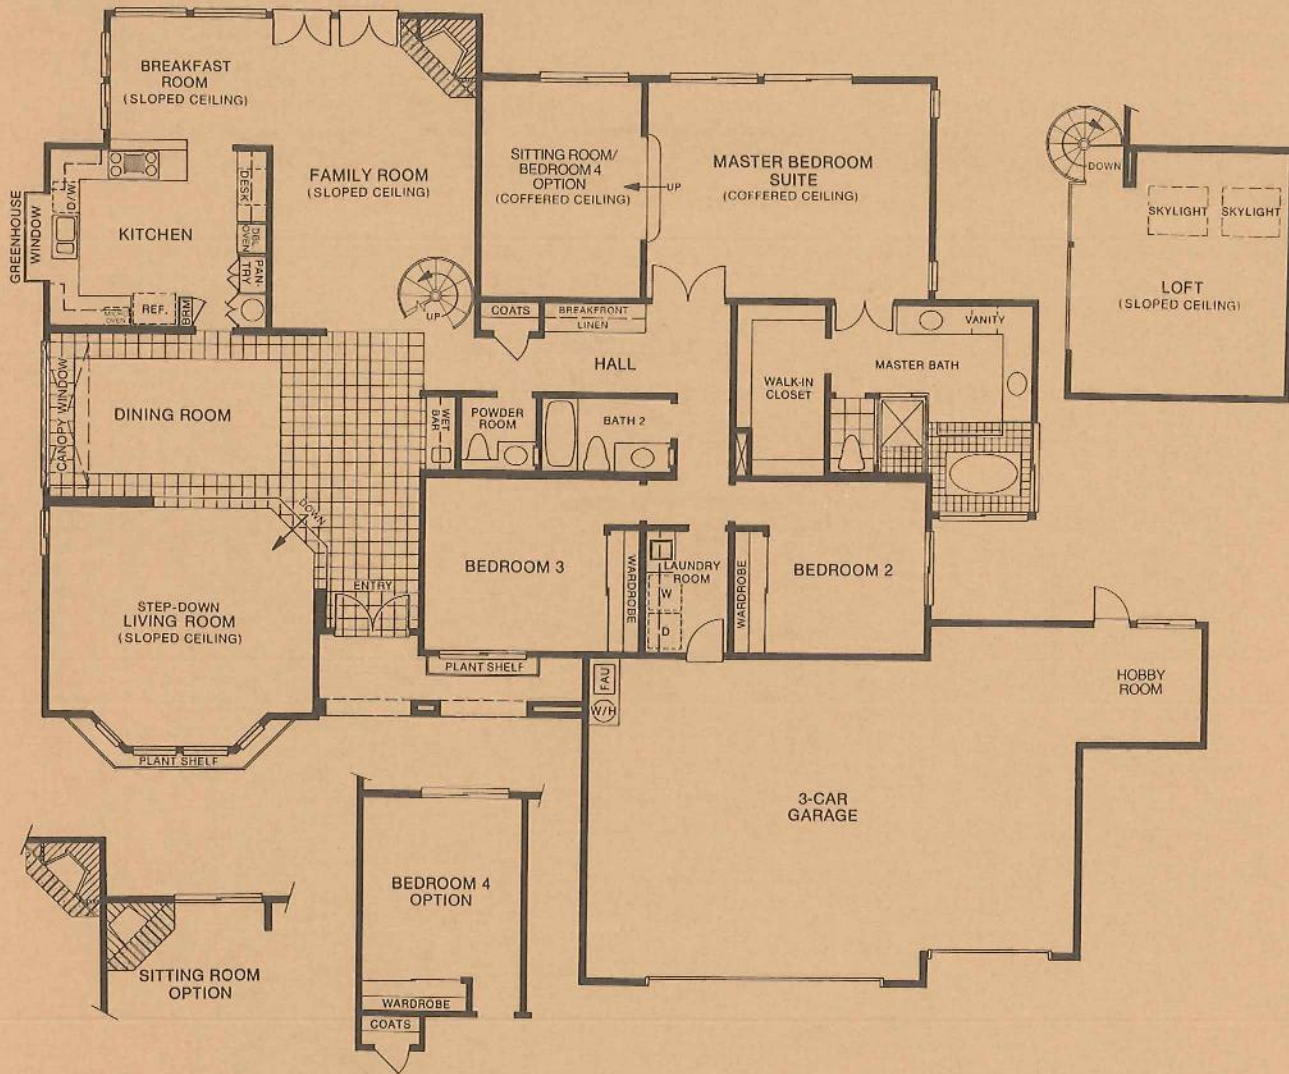 BREAKFAST
ROOM
(SLOPED CEILING)
FAMILY ROOM
(SLOPED CEILING)
SITTING ROOM/
BEDROOM 4
OPTION
(COFFERED CEILING)
UP
MASTER BEDROOM
SUITE
(COFFERED CEILING)
DOWN
SKYLIGHT
SKYLIGHT
LOFT
(SLOPED CEILING)
GREENHOUSE
WINDOW
KITCHEN
DESK
DBL.
OVEN
PAN-
TRY
MICRO
OVEN
REF.
BRM
UP
COATS
BREAKFRONT
LINEN
HALL
VANITY
MASTER BATH
WALK-IN
CLOSET
CANOPY WINDOW
DINING ROOM
WET
BAR
POWDER
ROOM
BATH 2
DOWN
BEDROOM 3
WARDROBE
LAUNDRY
ROOM
W
D
WARDROBE
BEDROOM 2
ENTRY
STEP-DOWN
LIVING ROOM
(SLOPED CEILING)
PLANT SHELF
PLANT SHELF
FAU
W/H
HOBBY
ROOM
3-CAR
GARAGE
SITTING ROOM
OPTION
BEDROOM 4
OPTION
WARDROBE
COATS